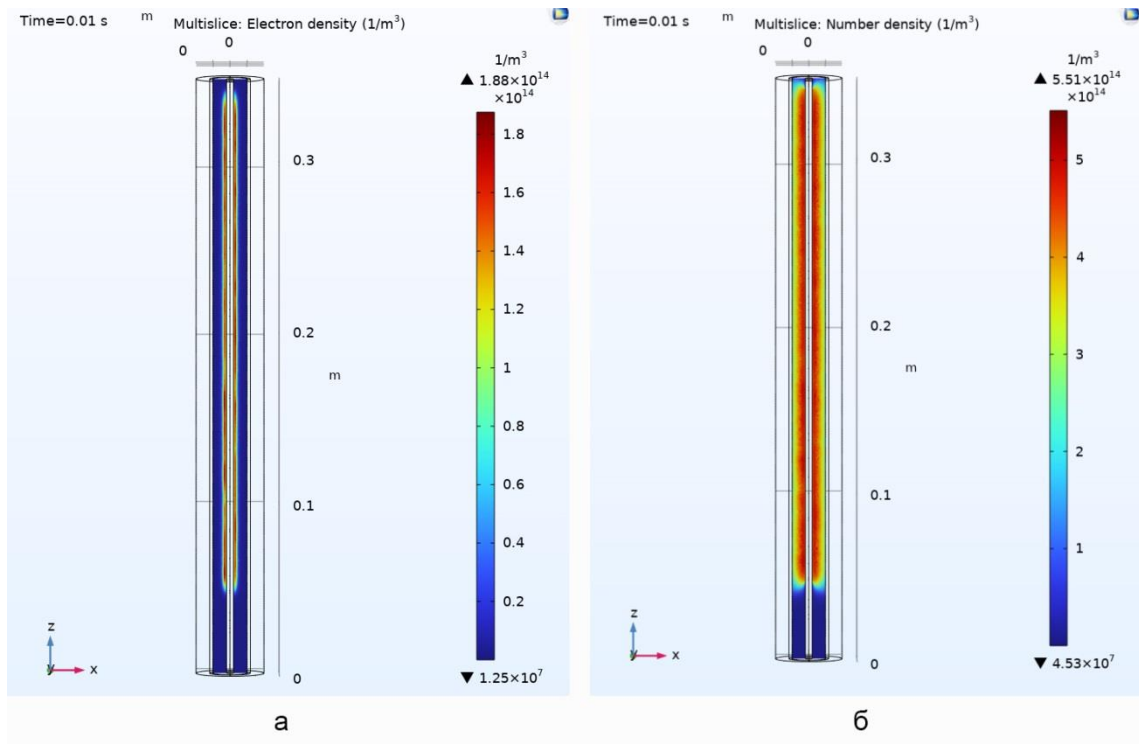 Time=0.01 s
m
Multislice: Electron density (1/m³)
0
0
1/m³
▲ 1.88×10¹⁴
×10¹⁴
1.8
1.6
1.4
1.2
1
0.8
0.6
0.4
0.2
▼ 1.25×10⁷
0.3
0.2
m
0.1
0
z
y
x
а
Time=0.01 s
m
Multislice: Number density (1/m³)
0
0
1/m³
▲ 5.51×10¹⁴
×10¹⁴
5
4
3
2
1
▼ 4.53×10⁷
0.3
0.2
m
0.1
0
z
y
x
б